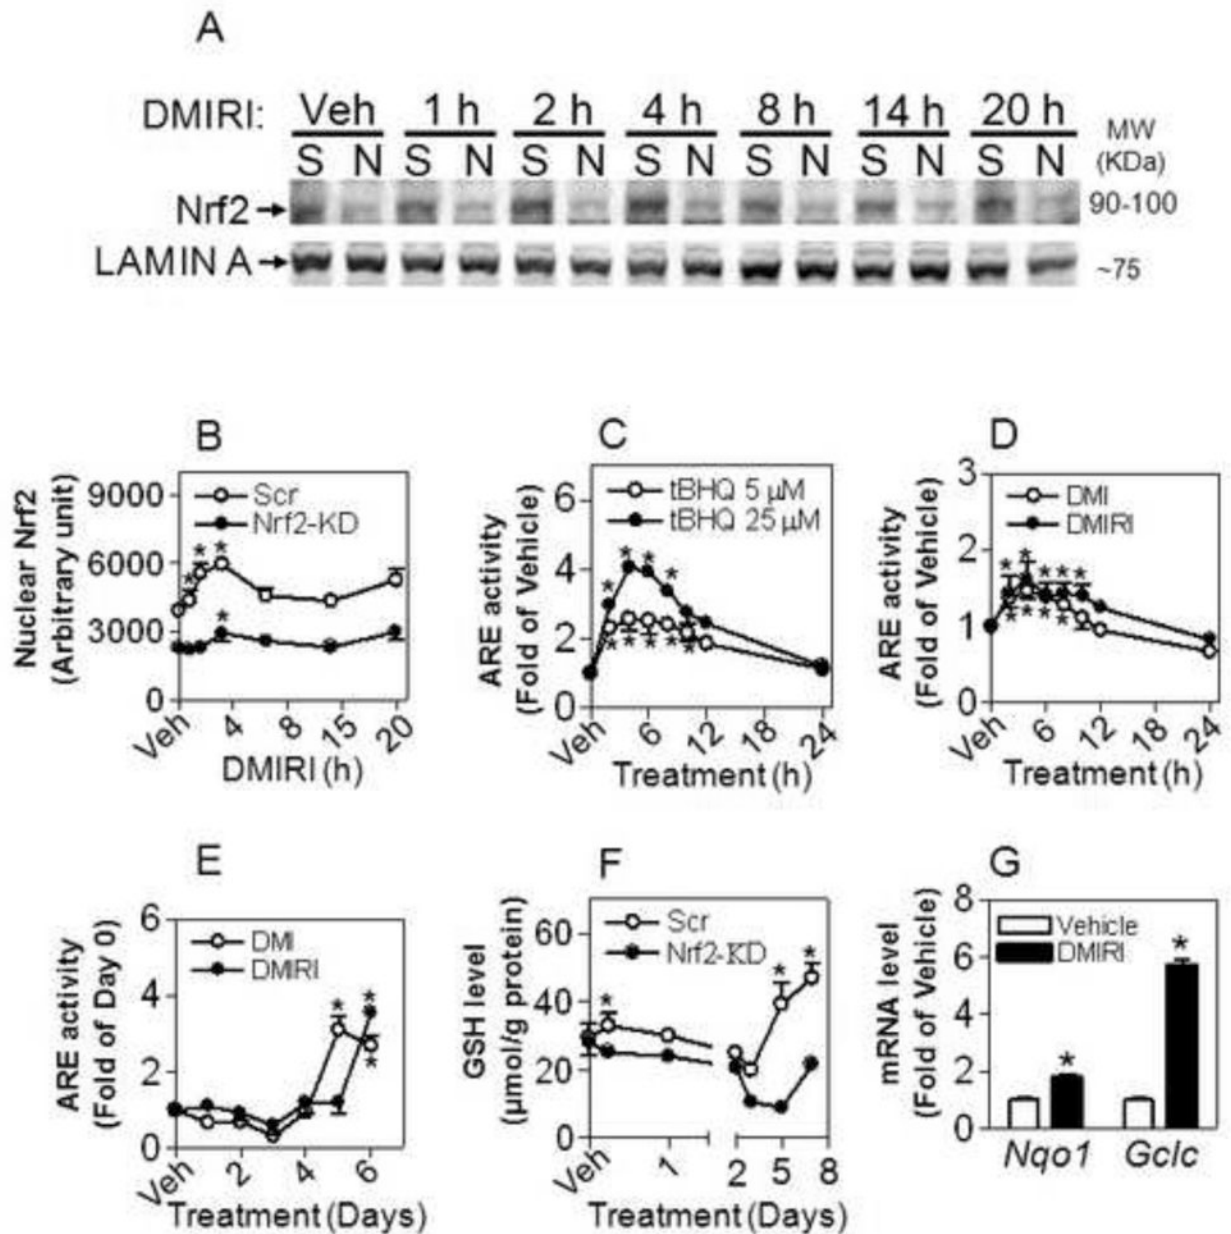 A
DMIRI: Veh 1 h 2 h 4 h 8 h 14 h 20 h
MW
(KDa)
S N S N S N S N S N S N S N
Nrf2 90-100
LAMIN A ~75
B
Nuclear Nrf2
(Arbitrary unit)
9000
6000
3000
0
Scr
Nrf2-KD
* * * *
Veh 4 8 15 20
DMIRI (h)
C
ARE activity
(Fold of Vehicle)
6
4
2
0
tBHQ 5 µM
tBHQ 25 µM
* * * *
* * * * *
Veh 6 12 18 24
Treatment (h)
D
ARE activity
(Fold of Vehicle)
3
2
1
0
DMI
DMIRI
* * * * *
* * * *
Veh 6 12 18 24
Treatment (h)
E
ARE activity
(Fold of Day 0)
6
4
2
0
DMI
DMIRI
* * *
Veh 2 4 6
Treatment (Days)
F
GSH level
(µmol/g protein)
60
40
20
0
Scr
Nrf2-KD
* * *
Veh 1 2 5 8
Treatment (Days)
G
mRNA level
(Fold of Vehicle)
8
6
4
2
0
Vehicle
DMIRI
* *
Nqo1 Gclc